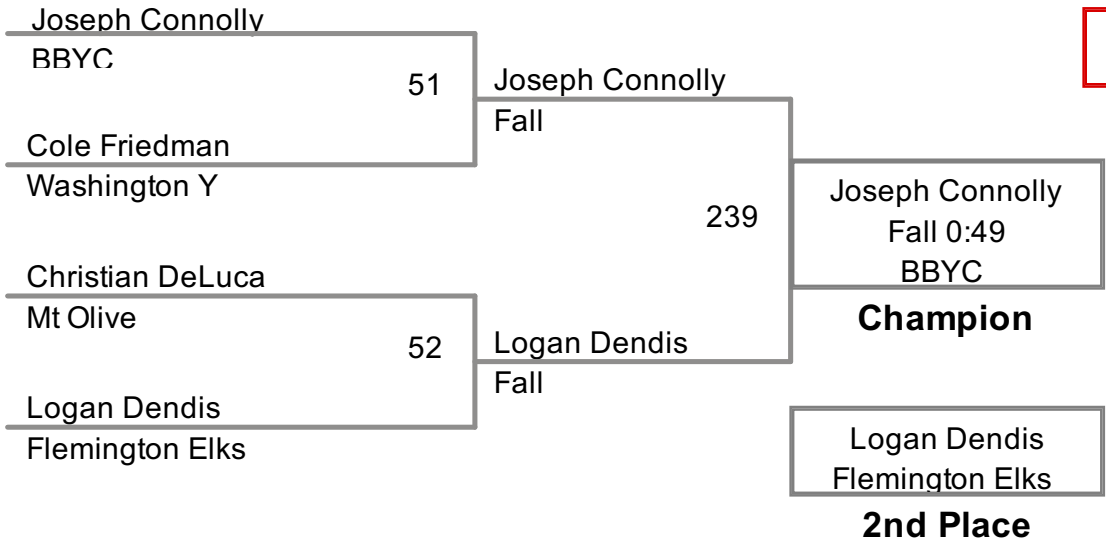 Joseph Connolly
BBYC
51
Joseph Connolly
Fall
Cole Friedman
Washington Y
239
Joseph Connolly
Fall 0:49
BBYC
Champion
Christian DeLuca
Mt Olive
52
Logan Dendis
Fall
Logan Dendis
Flemington Elks
Logan Dendis
Flemington Elks
2nd Place